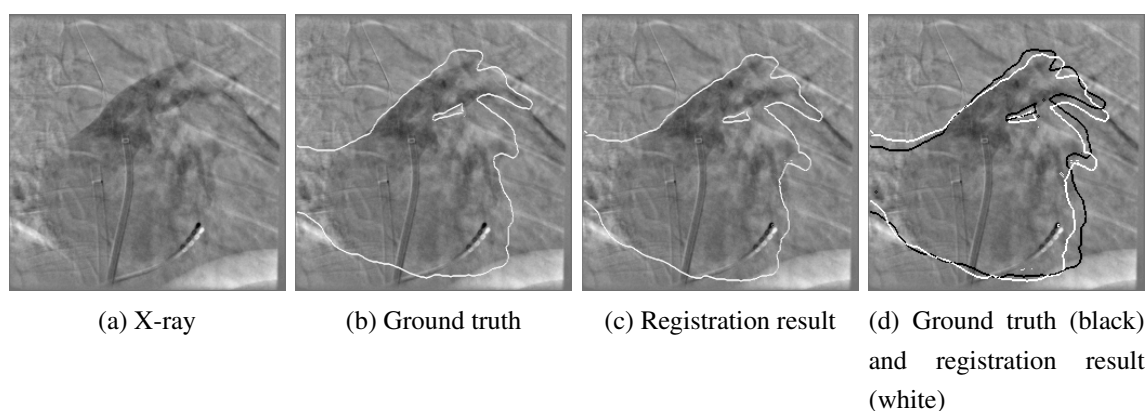 (a) X-ray
(b) Ground truth
(c) Registration result
(d) Ground truth (black)
and registration result
(white)